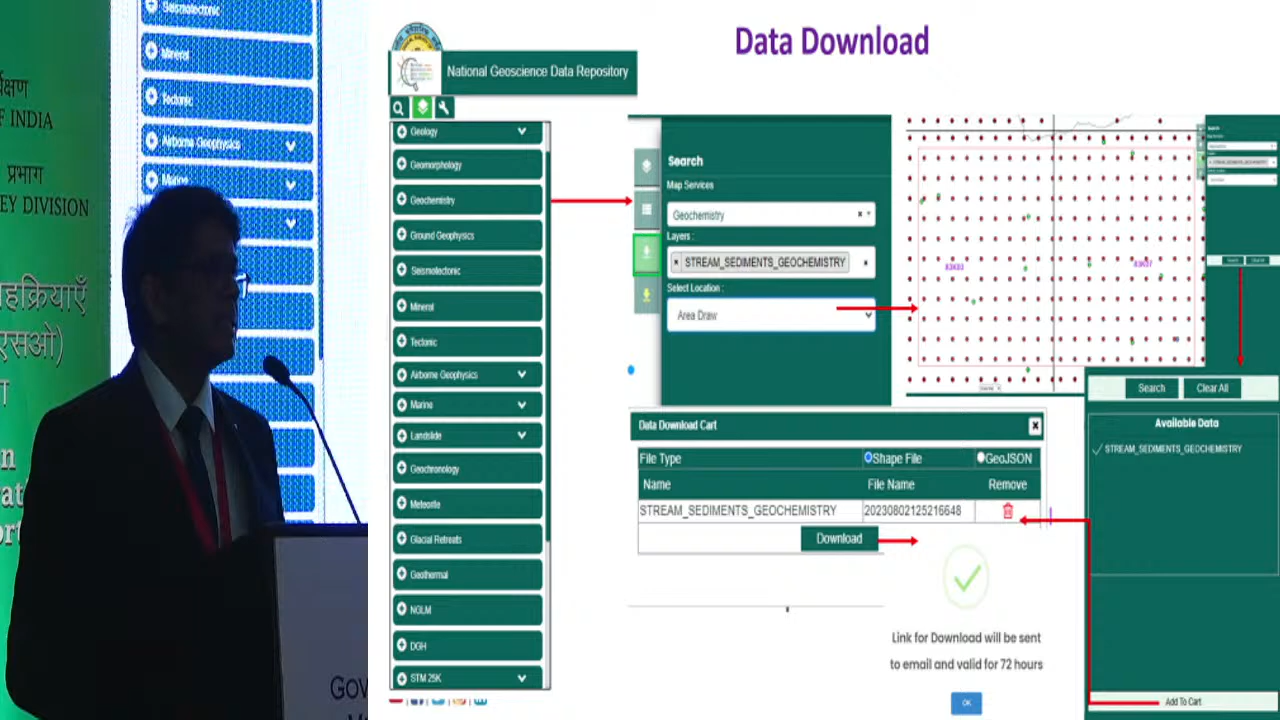 र्वेक्षण
F INDIA
प्रभाग
EY DIVISION
हक्रियाएँ
एसओ)
n
Seismotectonic
Mineral
Tectonic
Airborne Geophysics
Marine
GOV
Data Download
National Geoscience Data Repository
Geology
Geomorphology
Geochemistry
Ground Geophysics
Seismotectonic
Mineral
Tectonic
Airborne Geophysics
Marine
Landslide
Geochronology
Meteorite
Glacial Retreats
Geothermal
NGLM
DGH
STM 25K
Search
Map Services
Geochemistry
Layers :
STREAM_SEDIMENTS_GEOCHEMISTRY
Select Location :
Area Draw
Search Clear All
Available Data
STREAM_SEDIMENTS_GEOCHEMISTRY
Add To Cart
Data Download Cart
File Type Shape File GeoJSON
Name File Name Remove
STREAM_SEDIMENTS_GEOCHEMISTRY 20230802125216648
Download
Link for Download will be sent
to email and valid for 72 hours
OK